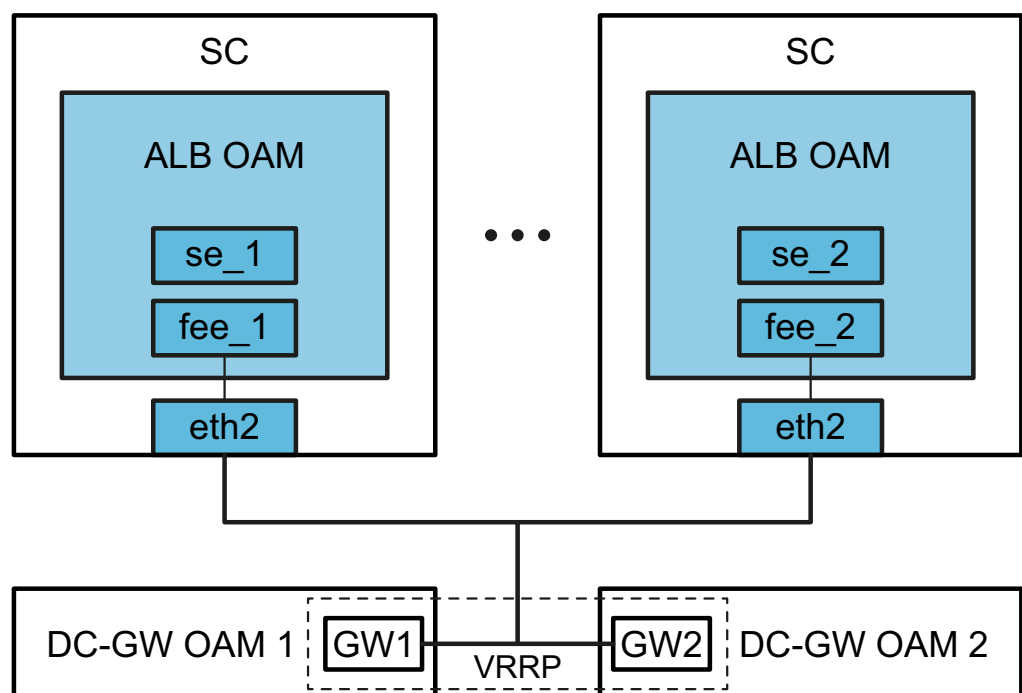 SC
ALB OAM
se_1
fee_1
eth2
SC
ALB OAM
se_2
fee_2
eth2
DC-GW OAM 1
GW1
VRRP
GW2
DC-GW OAM 2